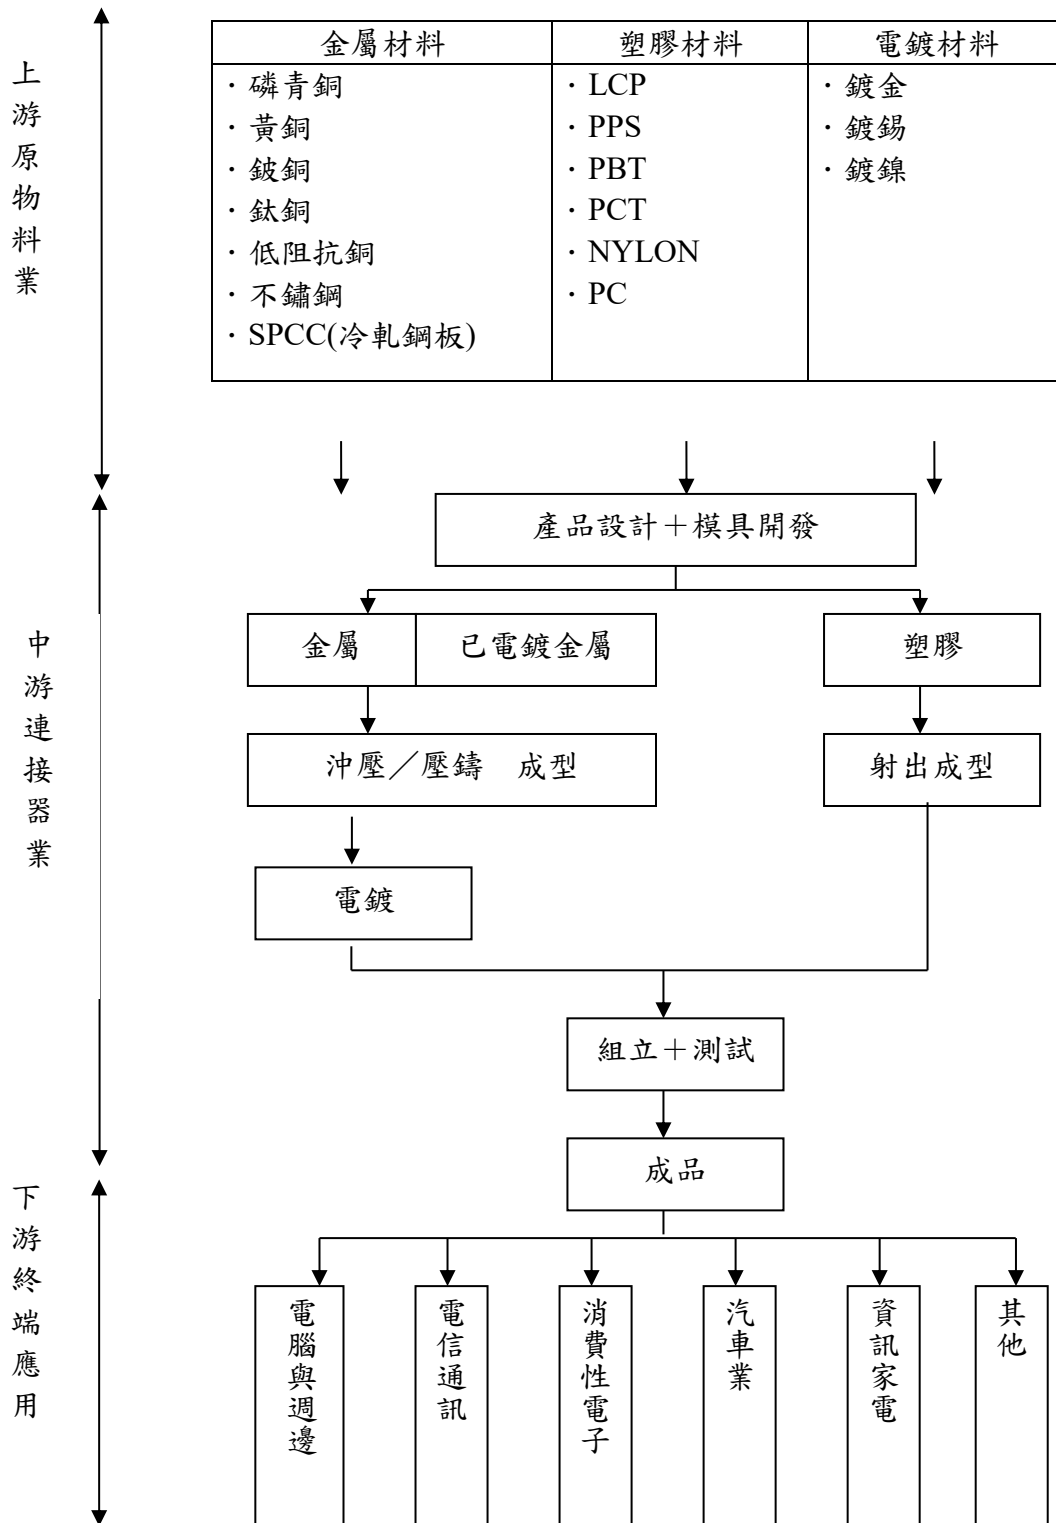 上游原物料業
金屬材料
塑膠材料
電鍍材料
．磷青銅
．黃銅
．鈹銅
．鈦銅
．低阻抗銅
．不鏽鋼
．SPCC(冷軋鋼板)
．LCP
．PPS
．PBT
．PCT
．NYLON
．PC
．鍍金
．鍍錫
．鍍鎳
中游連接器業
產品設計＋模具開發
金屬
已電鍍金屬
塑膠
沖壓／壓鑄　成型
射出成型
電鍍
組立＋測試
成品
下游終端應用
電腦與週邊
電信通訊
消費性電子
汽車業
資訊家電
其他